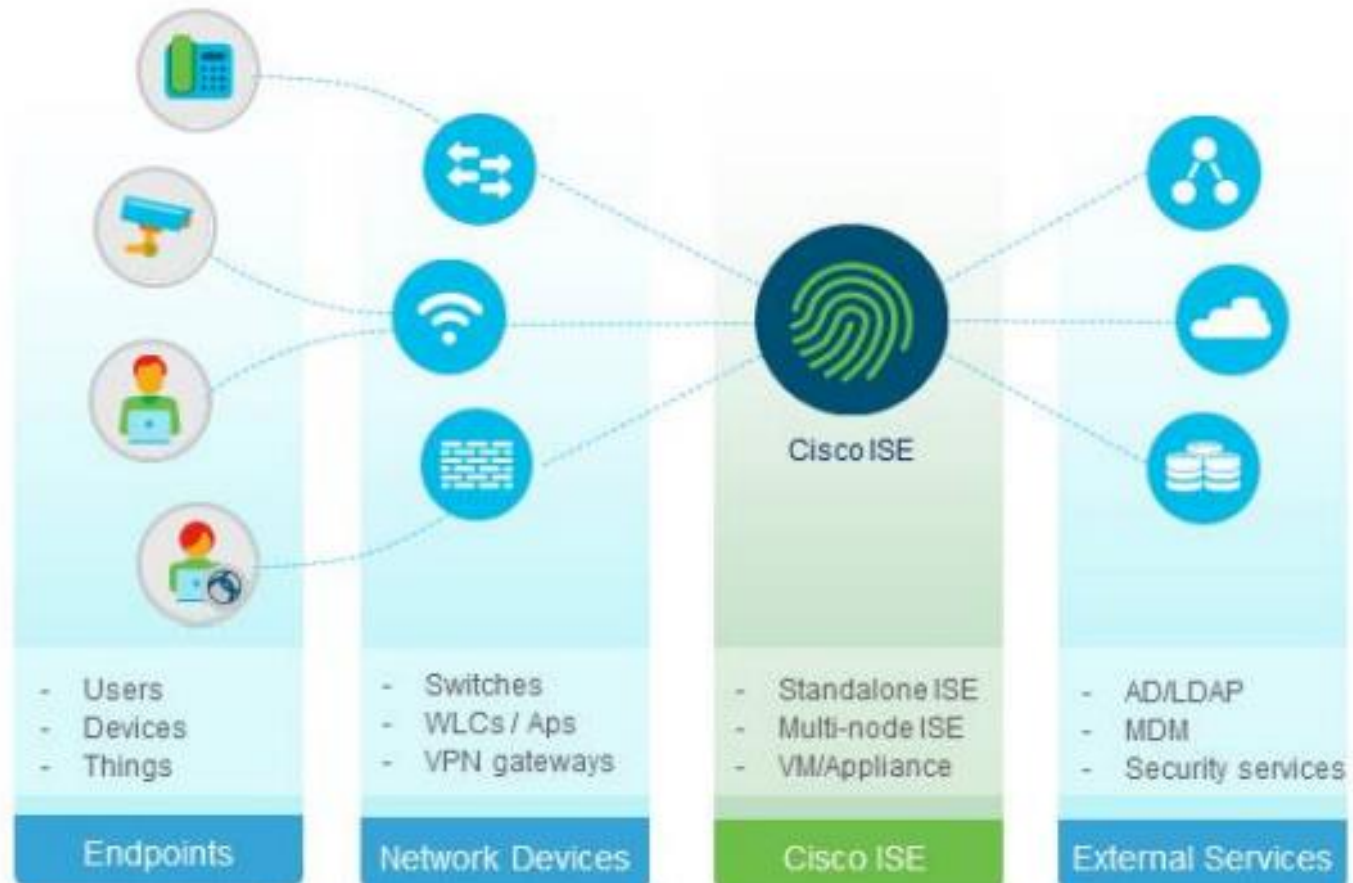 Cisco ISE
- Users
- Devices
- Things
Endpoints
- Switches
- WLCs / Aps
- VPN gateways
Network Devices
- Standalone ISE
- Multi-node ISE
- VM/Appliance
Cisco ISE
- AD/LDAP
- MDM
- Security services
External Services